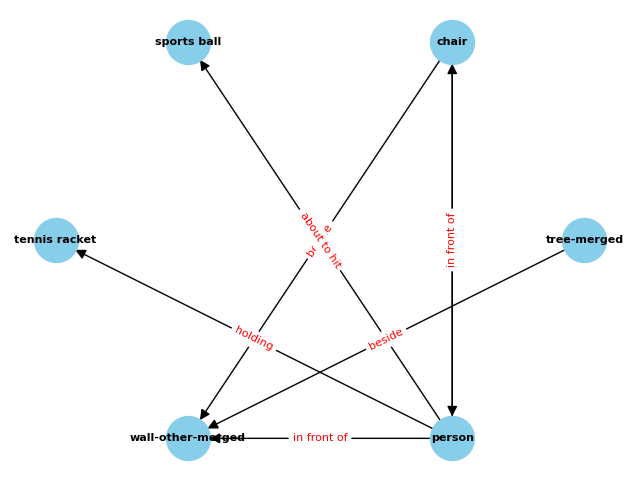 sports ball
chair
about to hit
in front of
tennis racket
tree-merged
holding
beside
wall-other-merged
in front of
person